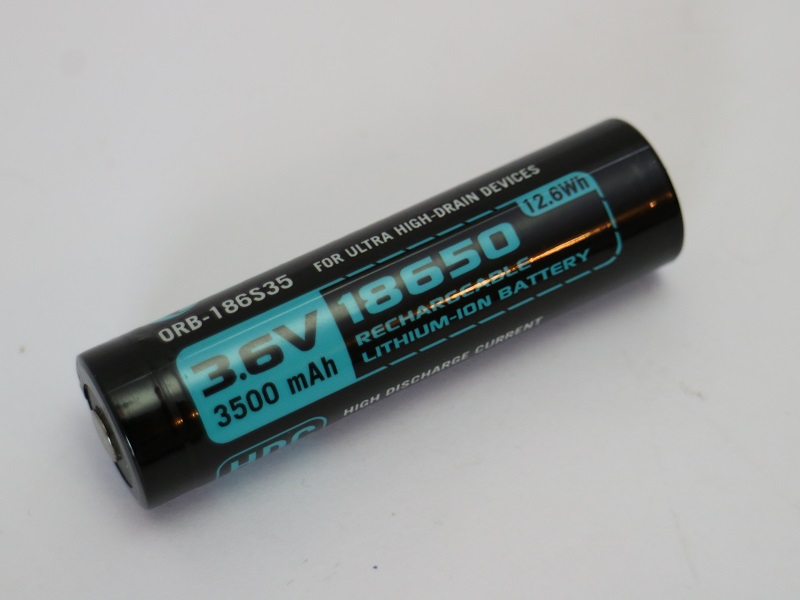 ORB-186S35
FOR ULTRA HIGH-DRAIN DEVICES
3.6V
3500 mAh
18650
12.6Wh
RECHARGEABLE
LITHIUM-ION BATTERY
HIGH DISCHARGE CURRENT
HDC